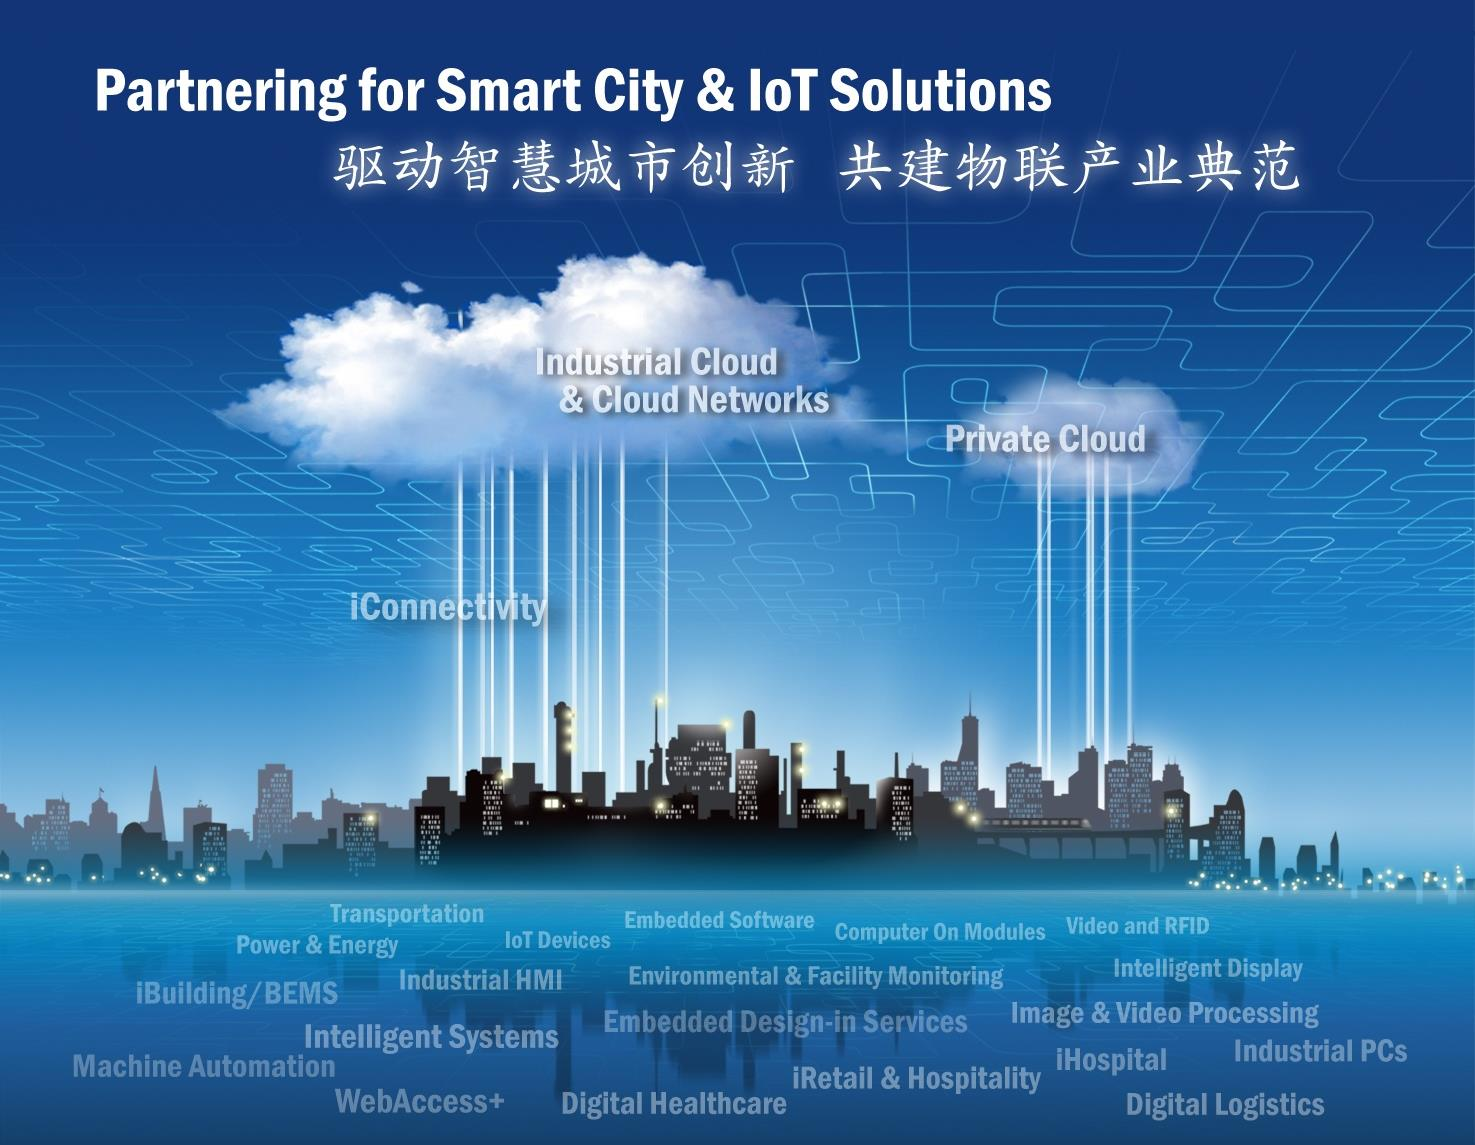 Partnering for Smart City & IoT Solutions
驱动智慧城市创新 共建物联产业典范
Industrial Cloud
& Cloud Networks
Private Cloud
iConnectivity
Transportation
Embedded Software
Computer On Modules
Video and RFID
Power & Energy
IoT Devices
Industrial HMI
Environmental & Facility Monitoring
Intelligent Display
iBuilding/BEMS
Intelligent Systems
Embedded Design-in Services
Image & Video Processing
Machine Automation
iRetail & Hospitality
iHospital
Industrial PCs
WebAccess+
Digital Healthcare
Digital Logistics